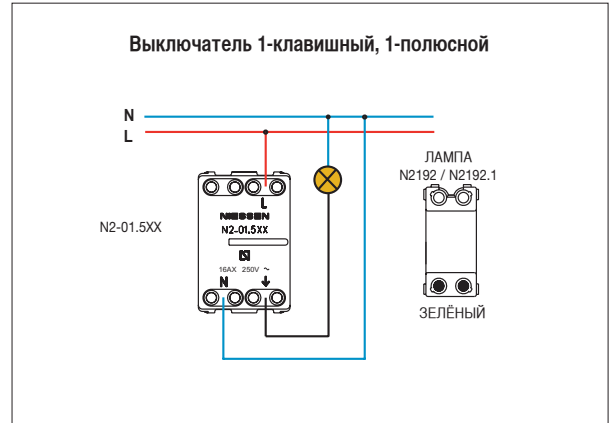 Выключатель 1-клавишный, 1-полюсной
N
L
ЛАМПА
N2192 / N2192.1
L
NIESSEN
N2-01.5XX
N2-01.5XX
16AX 250V ~
N
ЗЕЛЁНЫЙ